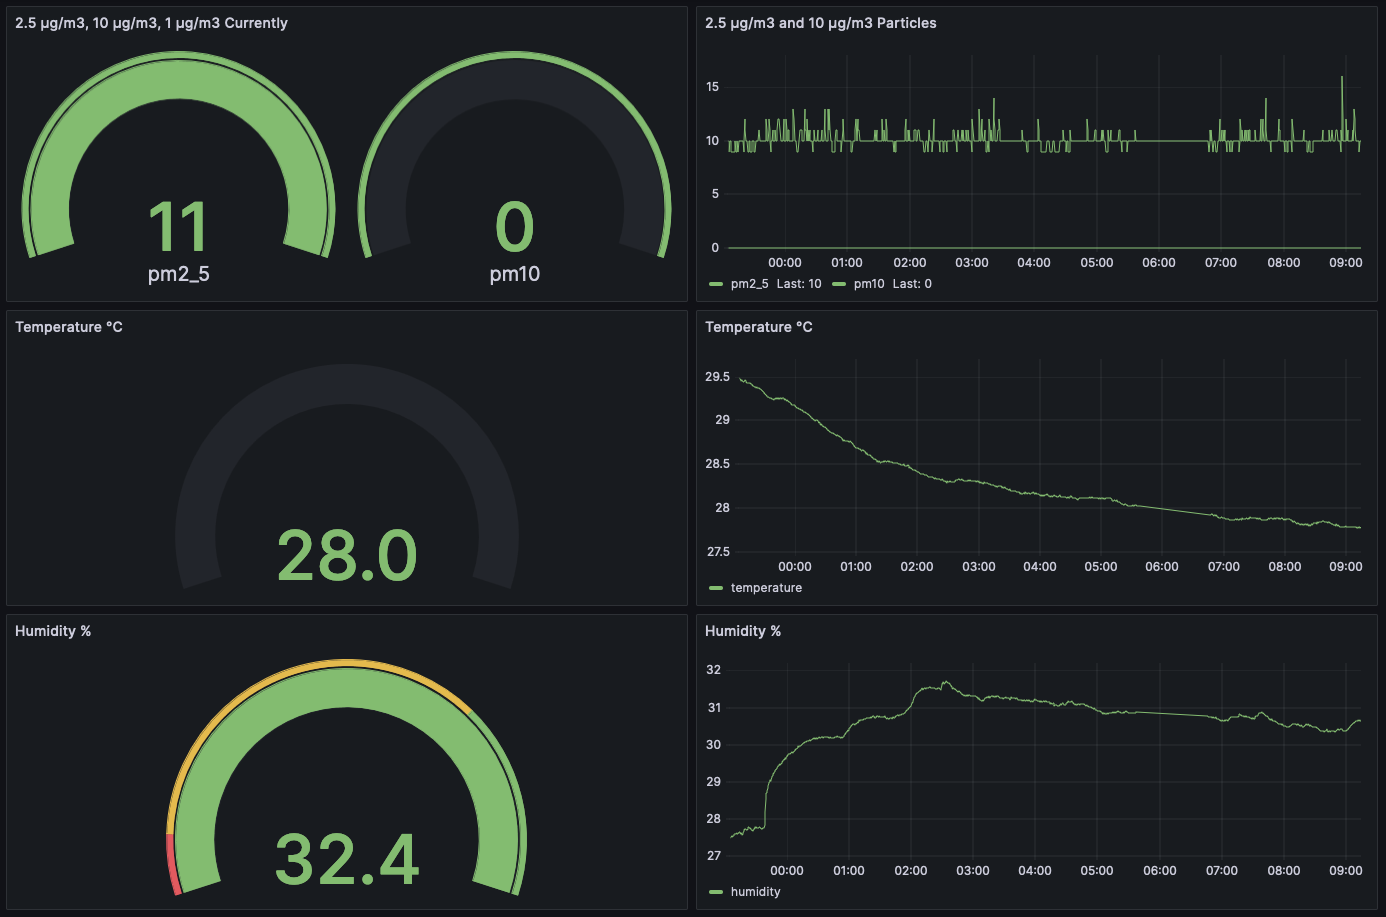 2.5 µg/m3, 10 µg/m3, 1 µg/m3 Currently
11
pm2_5
0
pm10
2.5 µg/m3 and 10 µg/m3 Particles
15
10
5
0
00:00 01:00 02:00 03:00 04:00 05:00 06:00 07:00 08:00 09:00
pm2_5 Last: 10 pm10 Last: 0
Temperature °C
28.0
Temperature °C
29.5
29
28.5
28
27.5
00:00 01:00 02:00 03:00 04:00 05:00 06:00 07:00 08:00 09:00
temperature
Humidity %
32.4
Humidity %
32
31
30
29
28
27
00:00 01:00 02:00 03:00 04:00 05:00 06:00 07:00 08:00 09:00
humidity